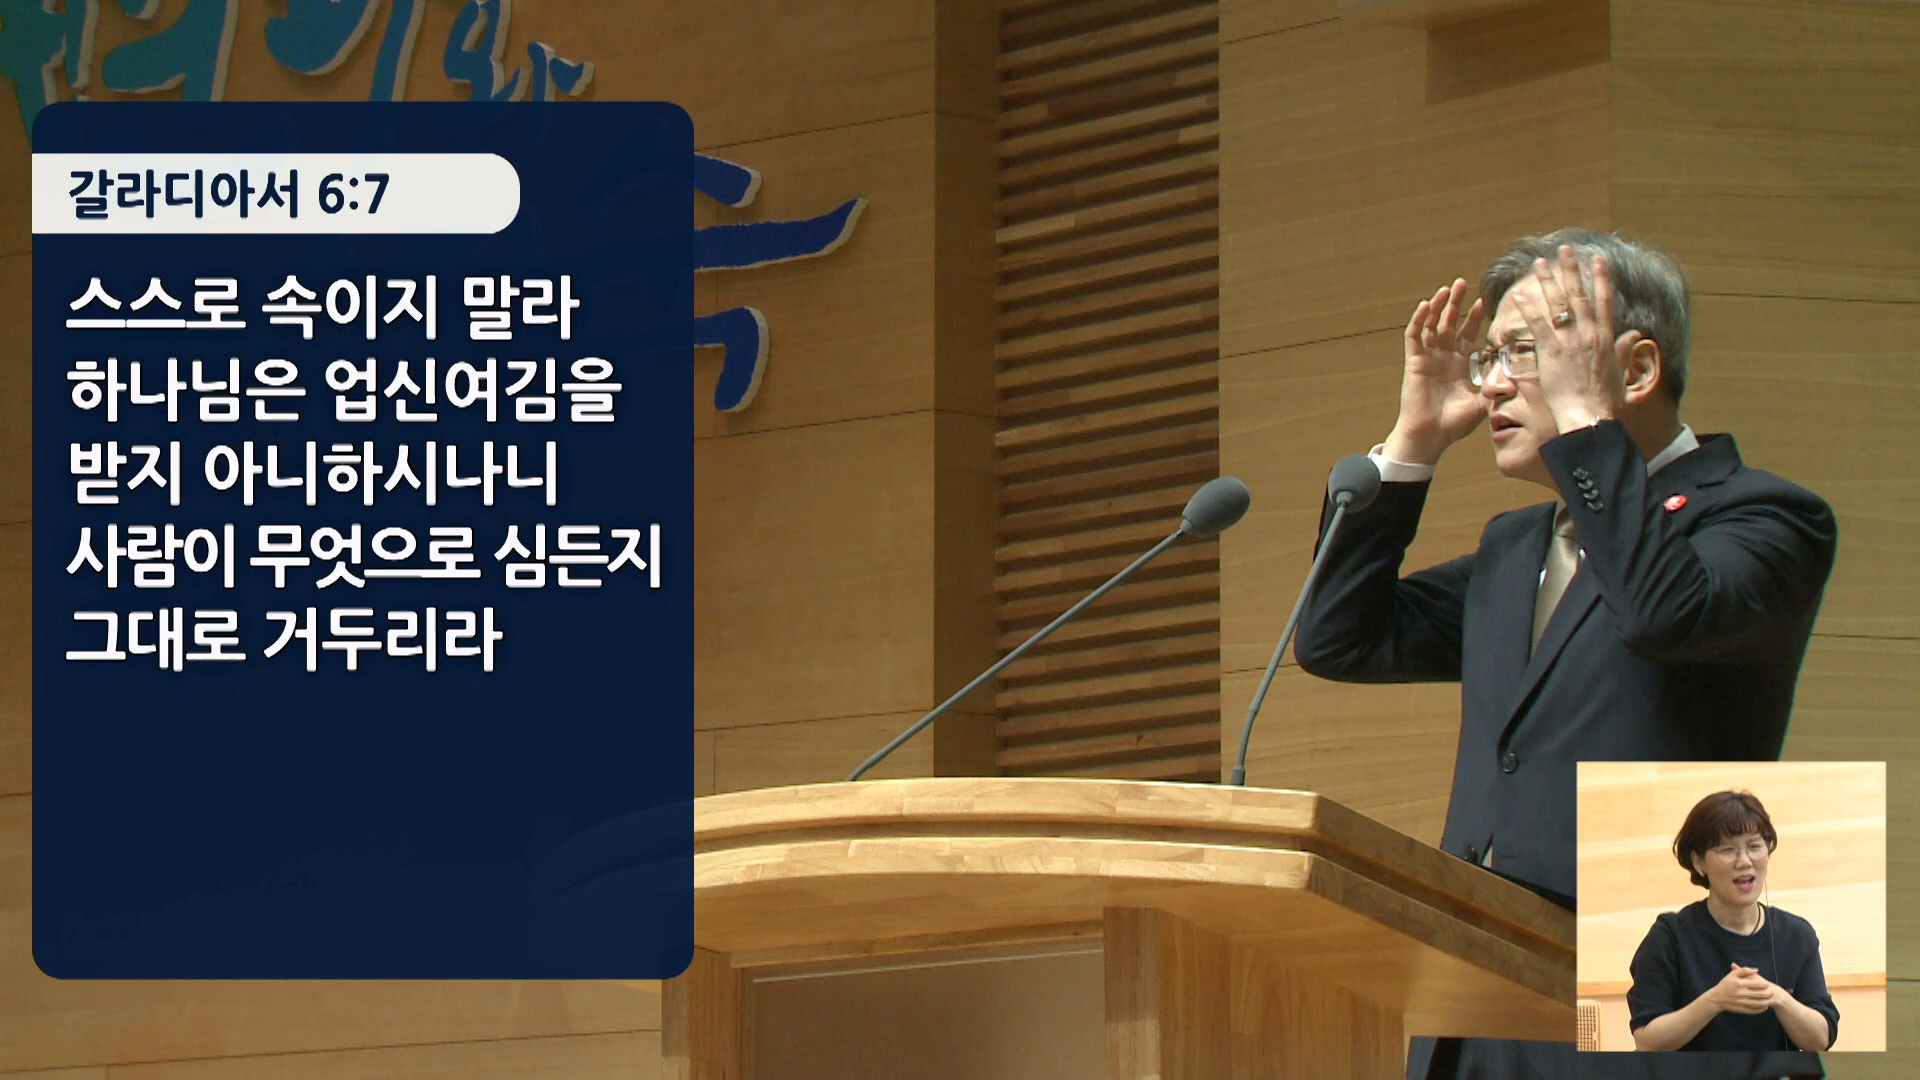 갈라디아서 6:7
스스로 속이지 말라
하나님은 업신여김을
받지 아니하시나니
사람이 무엇으로 심든지
그대로 거두리라